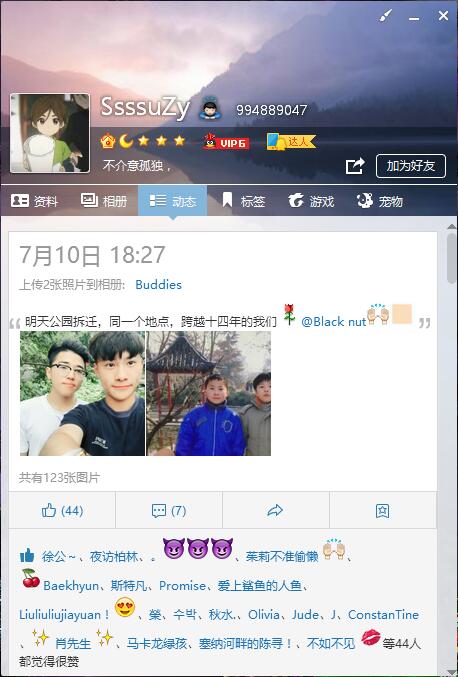 SsssuZy 994889047
VIP6 达人
不介意孤独，
加为好友
资料 相册 动态 标签 游戏 宠物
7月10日 18:27
上传2张照片到相册: Buddies
“ 明天公园拆迁，同一个地点，跨越十四年的我们 🌹 @Black nut🙌🏼 ”
共有123张图片
(44) (7)
徐公～、夜访柏林、。😈😈😈、茱莉不准偷懒 🙌🏼、
🍒Baekhyun、斯特凡、Promise、爱上鲨鱼的人鱼、
Liuliuliujiayuan！😍、榮、수박、秋水.、Olivia、Jude、J、ConstanTine
、✨ 肖先生 ✨、马卡龙绿孩、塞纳河畔的陈寻！、不如不见 💋等44人
都觉得很赞